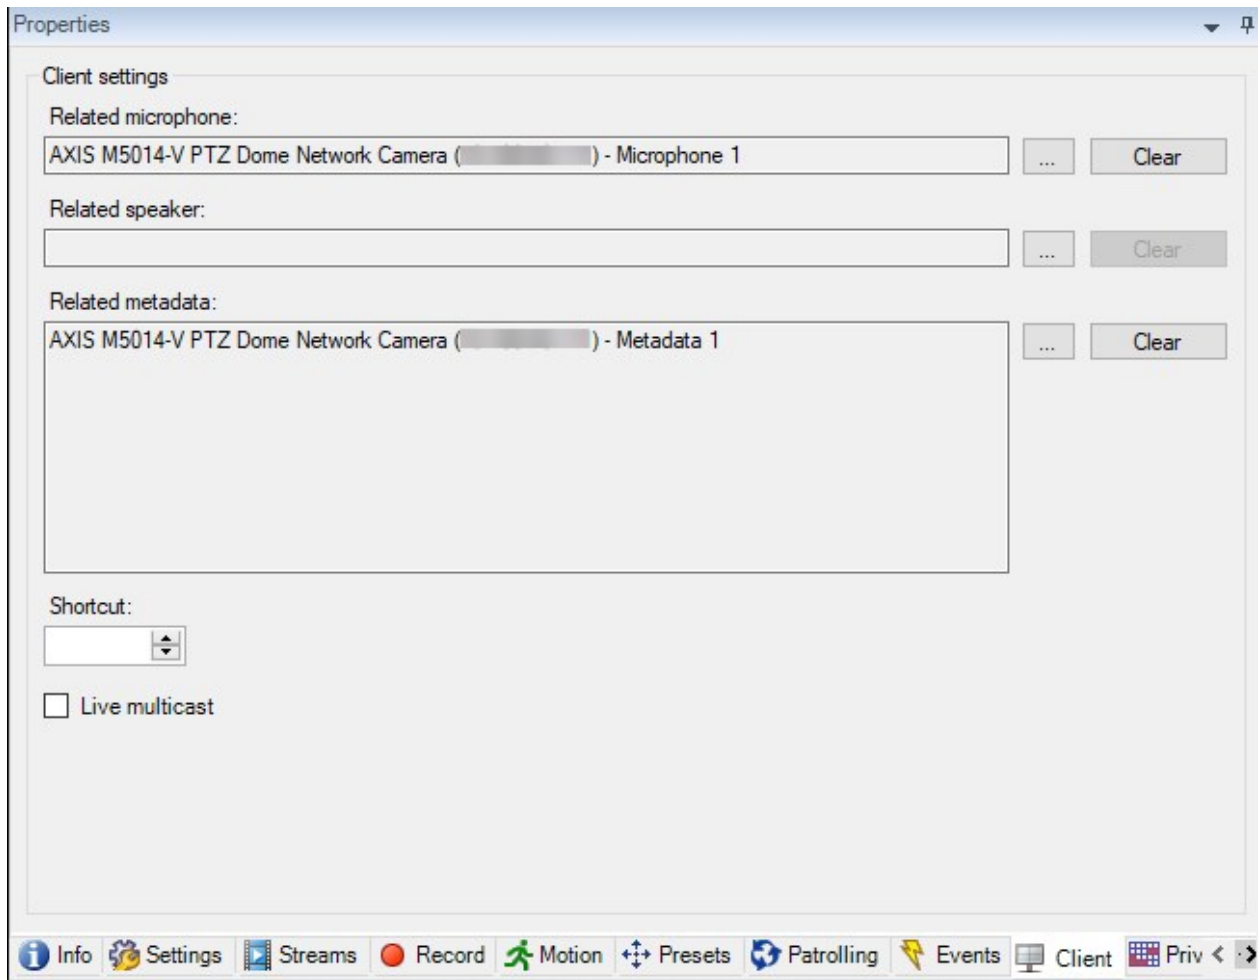 Properties
Client settings
Related microphone:
AXIS M5014-V PTZ Dome Network Camera ( ) - Microphone 1 ... Clear
Related speaker:
... Clear
Related metadata:
AXIS M5014-V PTZ Dome Network Camera ( ) - Metadata 1 ... Clear
Shortcut:
Live multicast
Info Settings Streams Record Motion Presets Patrolling Events Client Priv